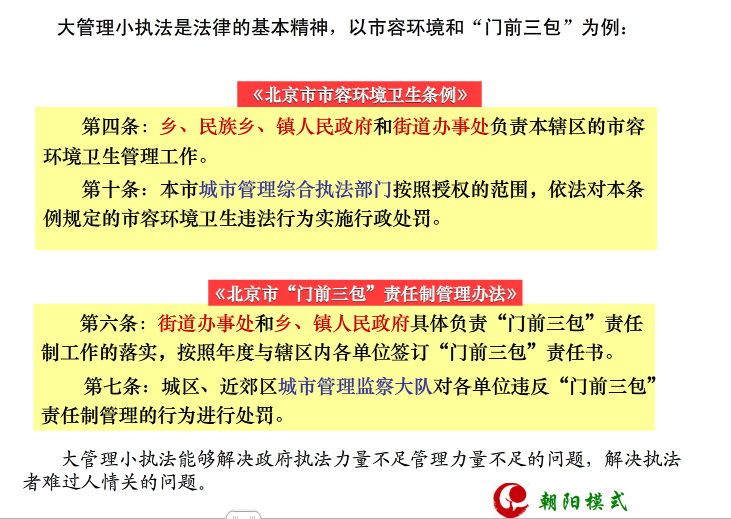 大管理小执法是法律的基本精神，以市容环境和“门前三包”为例：
《北京市市容环境卫生条例》
第四条：乡、民族乡、镇人民政府和街道办事处负责本辖区的市容
环境卫生管理工作。
第十条：本市城市管理综合执法部门按照授权的范围，依法对本条
例规定的市容环境卫生违法行为实施行政处罚。
《北京市“门前三包”责任制管理办法》
第六条：街道办事处和乡、镇人民政府具体负责“门前三包”责任
制工作的落实，按照年度与辖区内各单位签订“门前三包”责任书。
第七条：城区、近郊区城市管理监察大队对各单位违反“门前三包”
责任制管理的行为进行处罚。
大管理小执法能够解决政府执法力量不足管理力量不足的问题，解决执法
者难过人情关的问题。
朝阳模式